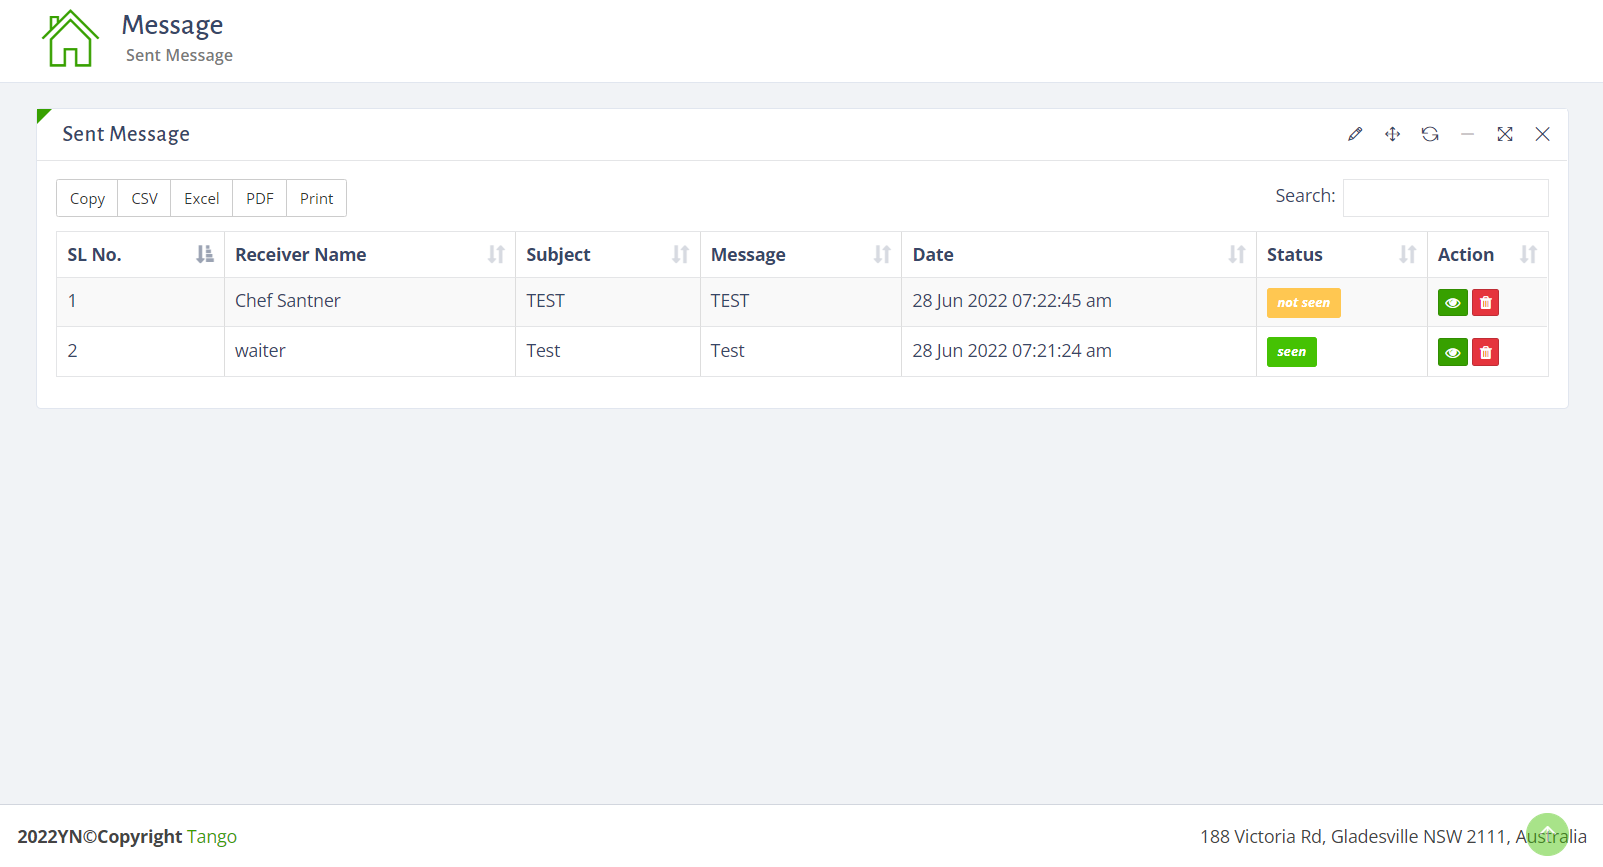 Message
Sent Message
Sent Message
Copy CSV Excel PDF Print Search:
SL No. Receiver Name Subject Message Date Status Action
1 Chef Santner TEST TEST 28 Jun 2022 07:22:45 am not seen
2 waiter Test Test 28 Jun 2022 07:21:24 am seen
2022YN©Copyright Tango 188 Victoria Rd, Gladesville NSW 2111, Australia